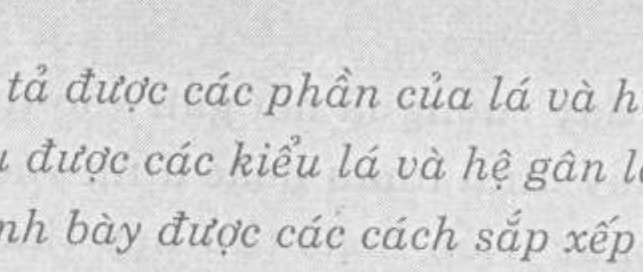 tả được các phần của lá và
được các kiểu lá và hệ gân
bày được các cách sắp xếp